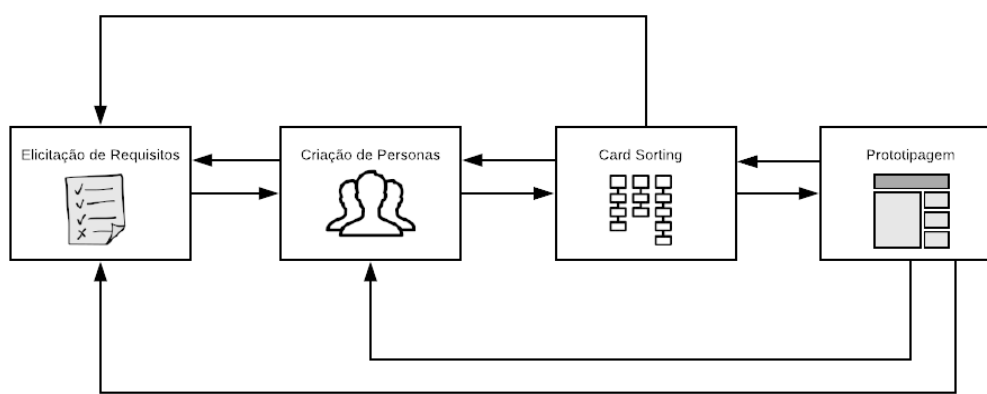 Elicitação de Requisitos
Criação de Personas
Card Sorting
Prototipagem